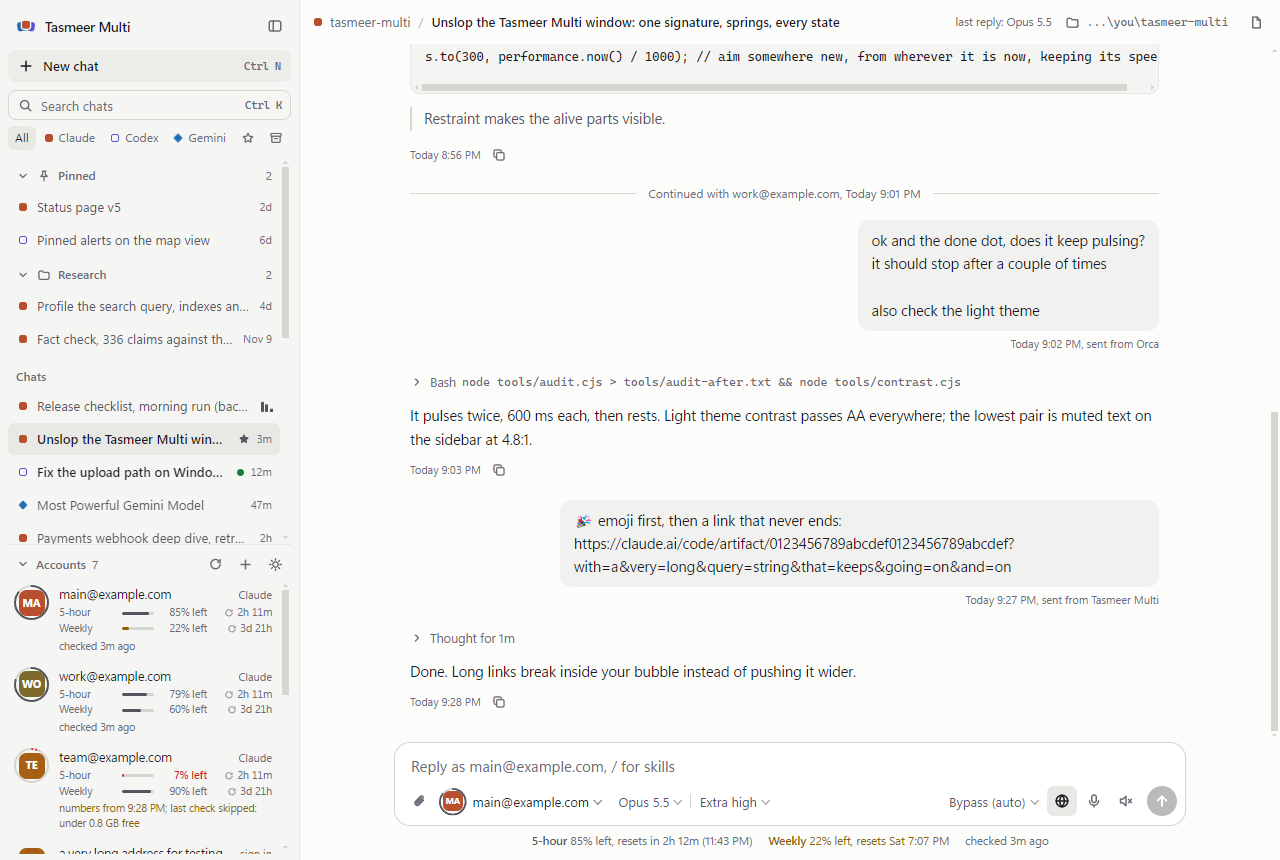 Tasmeer Multi
New chat Ctrl N
Search chats Ctrl K
All Claude Codex Gemini
Pinned 2
Status page v5 2d
Pinned alerts on the map view 6d
Research 2
Profile the search query, indexes an... 4d
Fact check, 336 claims against th... Nov 9
Chats
Release checklist, morning run (bac...
Unslop the Tasmeer Multi win... 3m
Fix the upload path on Windo... 12m
Most Powerful Gemini Model 47m
Payments webhook deep dive, retr... 2h
Accounts 7
MA main@example.com Claude
5-hour 85% left 2h 11m
Weekly 22% left 3d 21h
checked 3m ago
WO work@example.com Claude
5-hour 79% left 2h 11m
Weekly 60% left 3d 21h
checked 3m ago
TE team@example.com Claude
5-hour 7% left 2h 11m
Weekly 90% left 3d 21h
numbers from 9:28 PM; last check skipped:
under 0.8 GB free
a very long address for testing sign in
tasmeer-multi / Unslop the Tasmeer Multi window: one signature, springs, every state
last reply: Opus 5.5 ...\you\tasmeer-multi
s.to(300, performance.now() / 1000); // aim somewhere new, from wherever it is now, keeping its spee
Restraint makes the alive parts visible.
Today 8:56 PM
Continued with work@example.com, Today 9:01 PM
ok and the done dot, does it keep pulsing?
it should stop after a couple of times
also check the light theme
Today 9:02 PM, sent from Orca
Bash node tools/audit.cjs > tools/audit-after.txt && node tools/contrast.cjs
It pulses twice, 600 ms each, then rests. Light theme contrast passes AA everywhere; the lowest pair is muted text on
the sidebar at 4.8:1.
Today 9:03 PM
🎉 emoji first, then a link that never ends:
https://claude.ai/code/artifact/0123456789abcdef0123456789abcdef?
with=a&very=long&query=string&that=keeps&going=on&and=on
Today 9:27 PM, sent from Tasmeer Multi
Thought for 1m
Done. Long links break inside your bubble instead of pushing it wider.
Today 9:28 PM
Reply as main@example.com, / for skills
MA main@example.com Opus 5.5 Extra high Bypass (auto)
5-hour 85% left, resets in 2h 12m (11:43 PM) Weekly 22% left, resets Sat 7:07 PM checked 3m ago